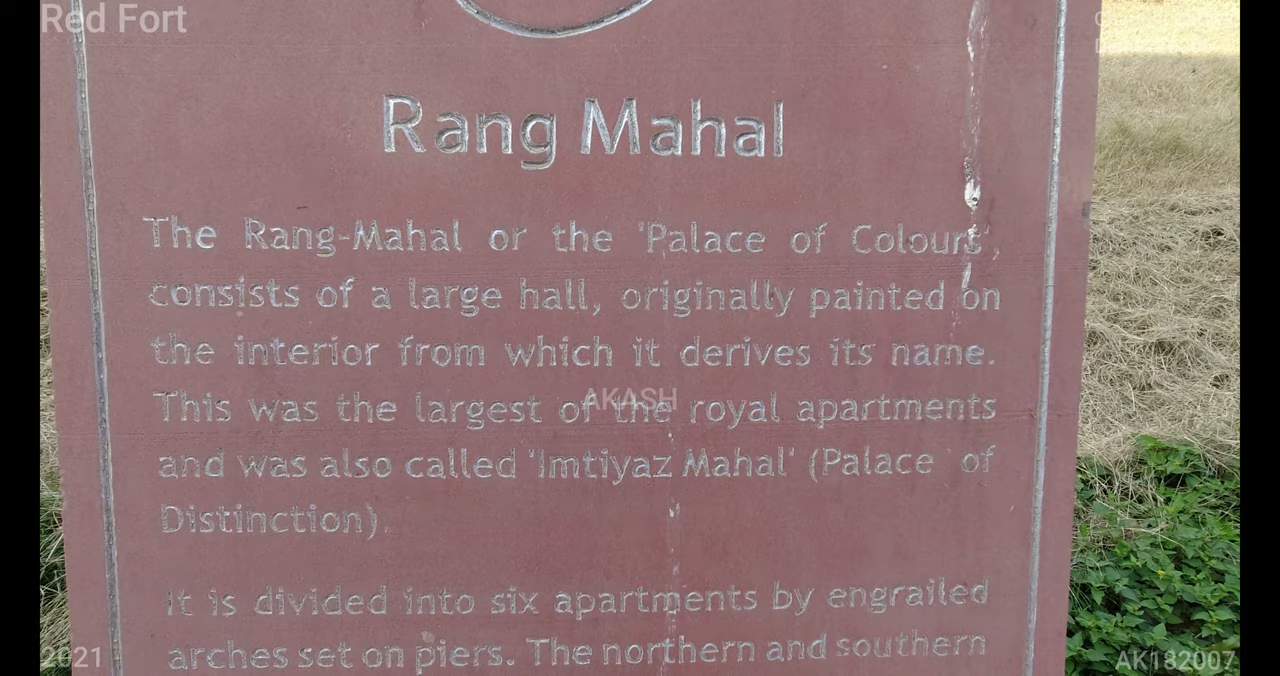 Red Fort
Rang Mahal
The Rang-Mahal or the 'Palace of Colours',
consists of a large hall, originally painted on
the interior from which it derives its name.
This was the largest of the royal apartments
AKASH
and was also called 'Imtiyaz Mahal' (Palace of
Distinction)
It is divided into six apartments by engrailed
arches set on piers. The northern and southern
2021
AK182007